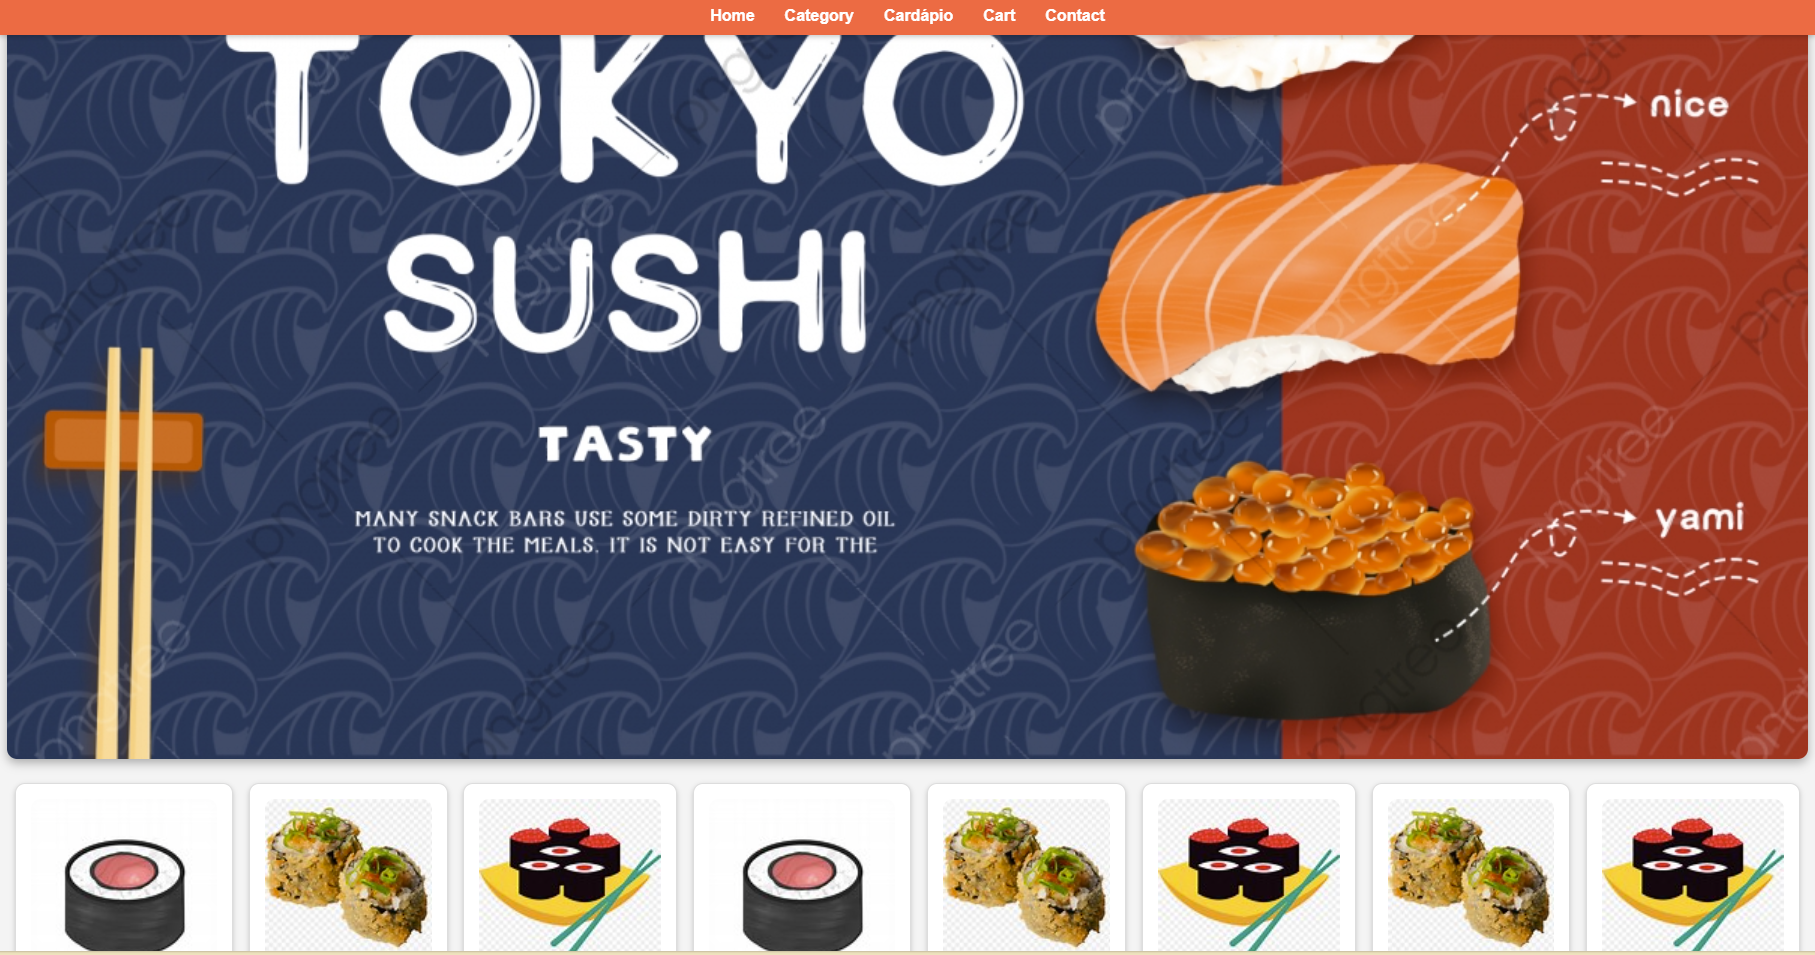 Home Category Cardápio Cart Contact
TOKYO
SUSHI
TASTY
MANY SNACK BARS USE SOME DIRTY REFINED OIL
TO COOK THE MEALS. IT IS NOT EASY FOR THE
nice
yami
pngtree